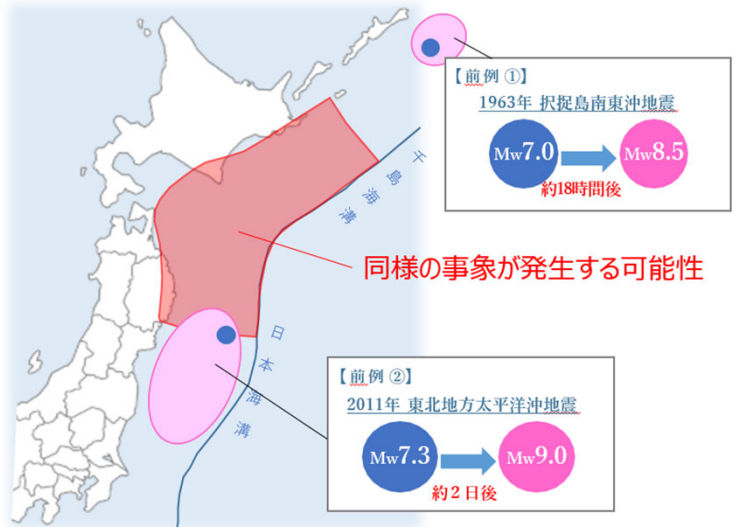 【前例 ①】
1963年 択捉島南東沖地震
Mw7.0
Mw8.5
約18時間後
千島海溝
同様の事象が発生する可能性
日本海溝
【前例 ②】
2011年 東北地方太平洋沖地震
Mw7.3
Mw9.0
約２日後